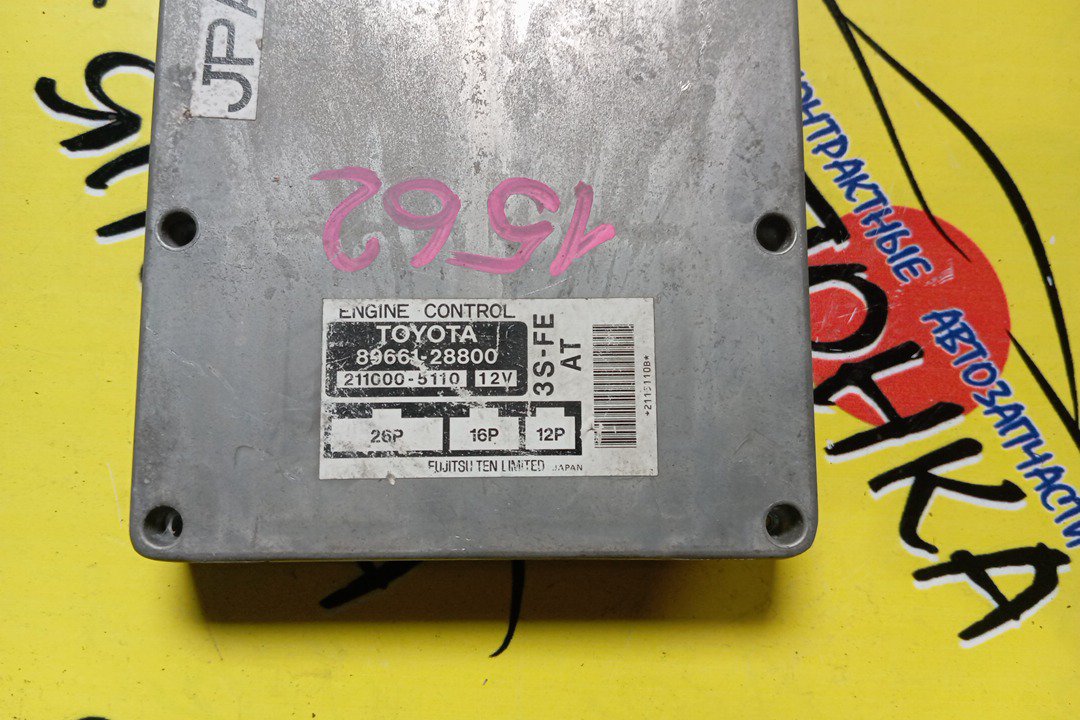 JPA
1562
ENGINE CONTROL
TOYOTA
89661-28800
211000-5110 12V
3S-FE
AT
26P 16P 12P
FUJITSU TEN LIMITED JAPAN
КОНТРАКТНЫЕ
АВТОЗАПЧАСТИ
ПОНКА